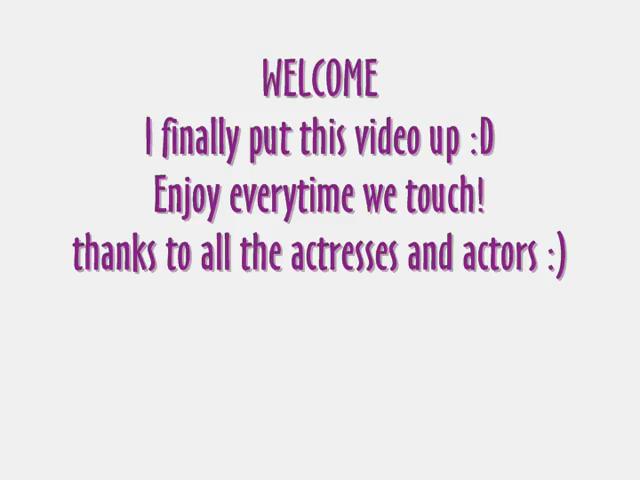 WELCOME
I finally put this video up :D
Enjoy everytime we touch!
thanks to all the actresses and actors :)